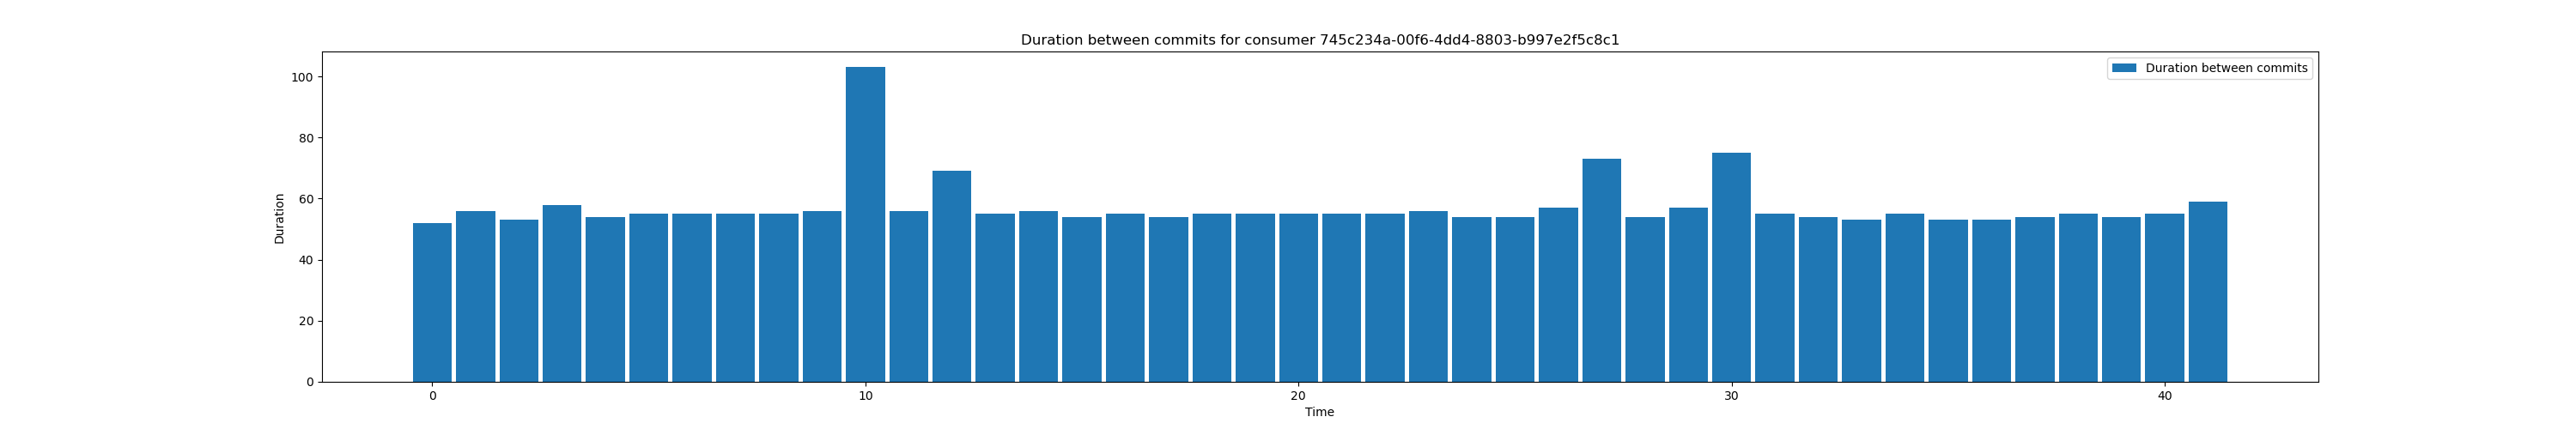 Duration between commits for consumer 745c234a-00f6-4dd4-8803-b997e2f5c8c1
Duration between commits
100
80
60
40
20
0
Duration
0 10 20 30 40
Time